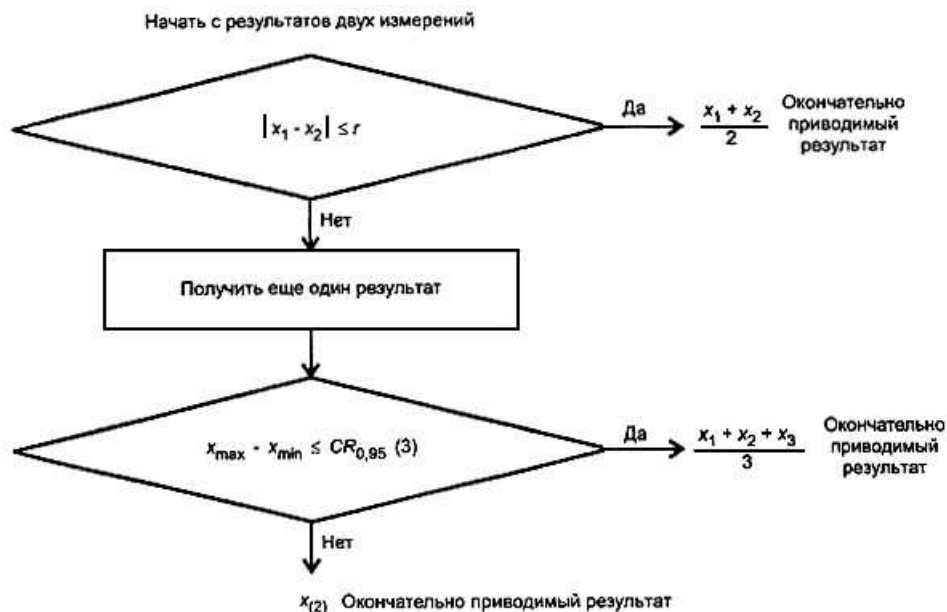 Начать с результатов двух измерений
|x₁ - x₂| ≤ r
Да
x₁ + x₂
2
Окончательно
приводимый
результат
Нет
Получить еще один результат
x_max - x_min ≤ CR₀,₉₅ (3)
Да
x₁ + x₂ + x₃
3
Окончательно
приводимый
результат
Нет
x₍₂₎ Окончательно приводимый результат